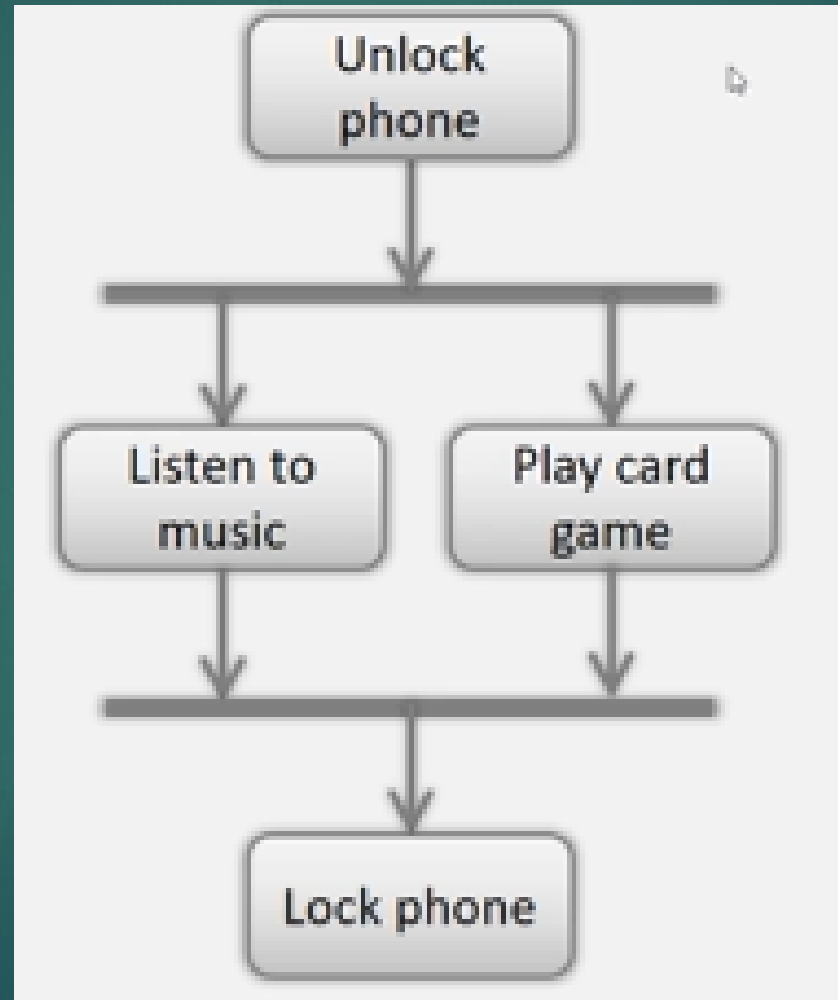 Unlock
phone
Listen to
music
Play card
game
Lock phone